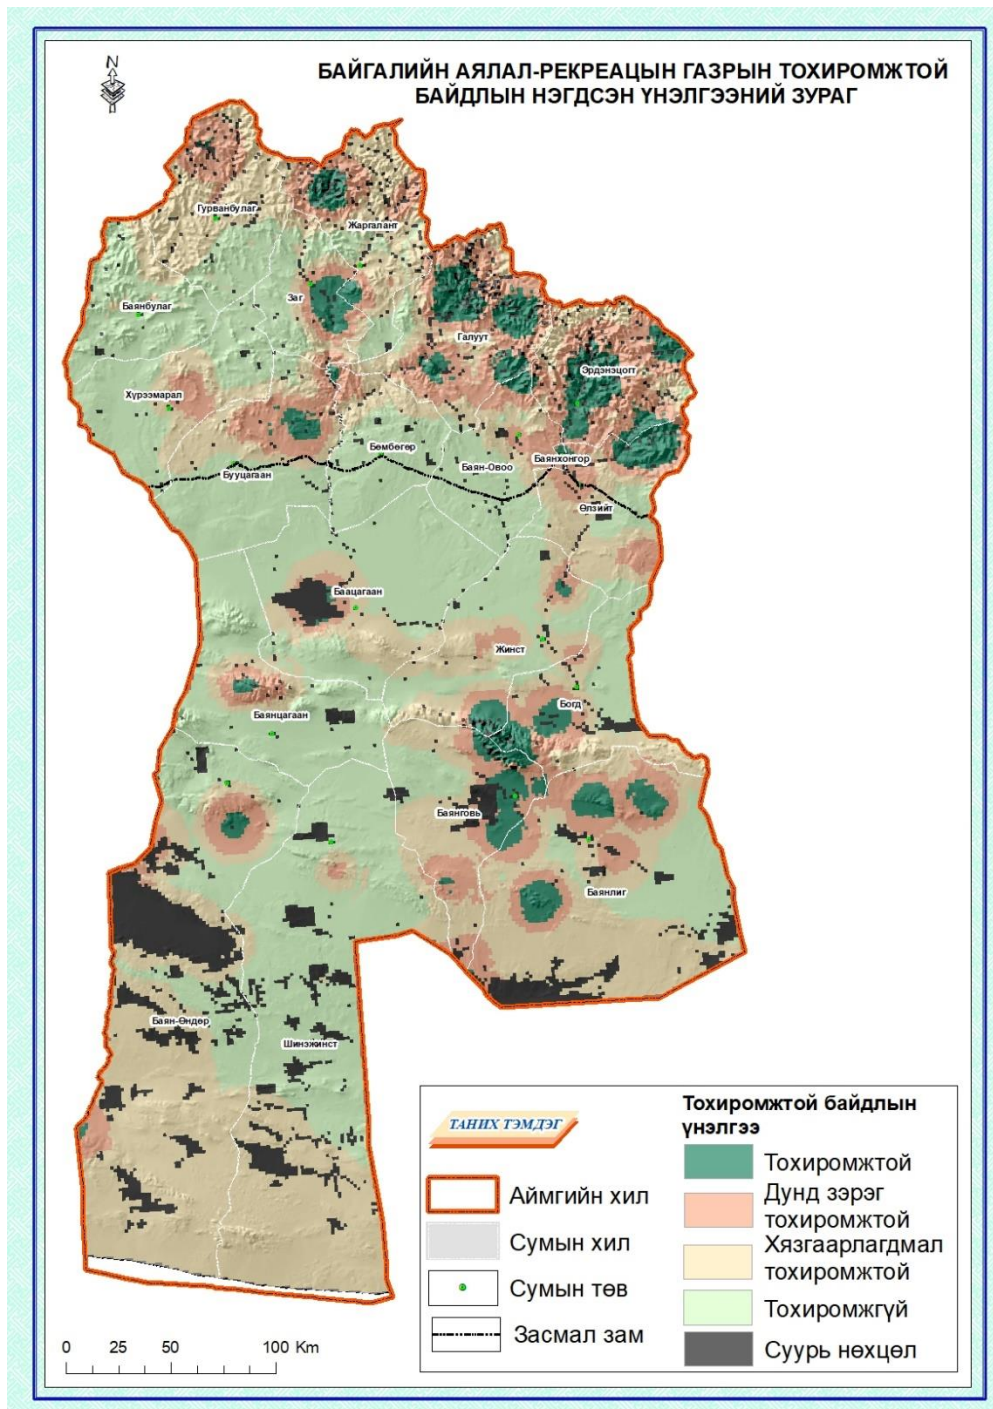 N
БАЙГАЛИЙН АЯЛАЛ-РЕКРЕАЦЫН ГАЗРЫН ТОХИРОМЖТОЙ
БАЙДЛЫН НЭГДСЭН ҮНЭЛГЭЭНИЙ ЗУРАГ
Гурванбулаг
Жаргалант
Заг
Баянбулаг
Галуут
Эрдэнэцогт
Хүрээмарал
Бөмбөгөр
Баян-Овоо
Баянхонгор
Бууцагаан
Өлзийт
Баацагаан
Жинст
Богд
Баянцагаан
Баянговь
Баянлиг
Баян-Өндөр
Шинэжинст
ТАНИХ ТЭМДЭГ
Аймгийн хил
Сумын хил
Сумын төв
Засмал зам
Тохиромжтой байдлын
үнэлгээ
Тохиромжтой
Дунд зэрэг
тохиромжтой
Хязгаарлагдмал
тохиромжтой
Тохиромжгүй
Суурь нөхцөл
0 25 50 100 Km